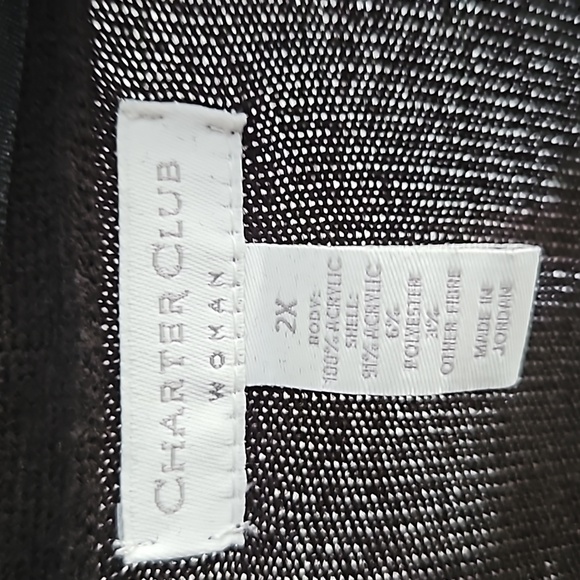 CHARTER CLUB
WOMAN
2X
BODY:
100% ACRYLIC
SHELL:
91% ACRYLIC
6%
POLYESTER
3%
OTHER FIBRE
MADE IN
JORDAN